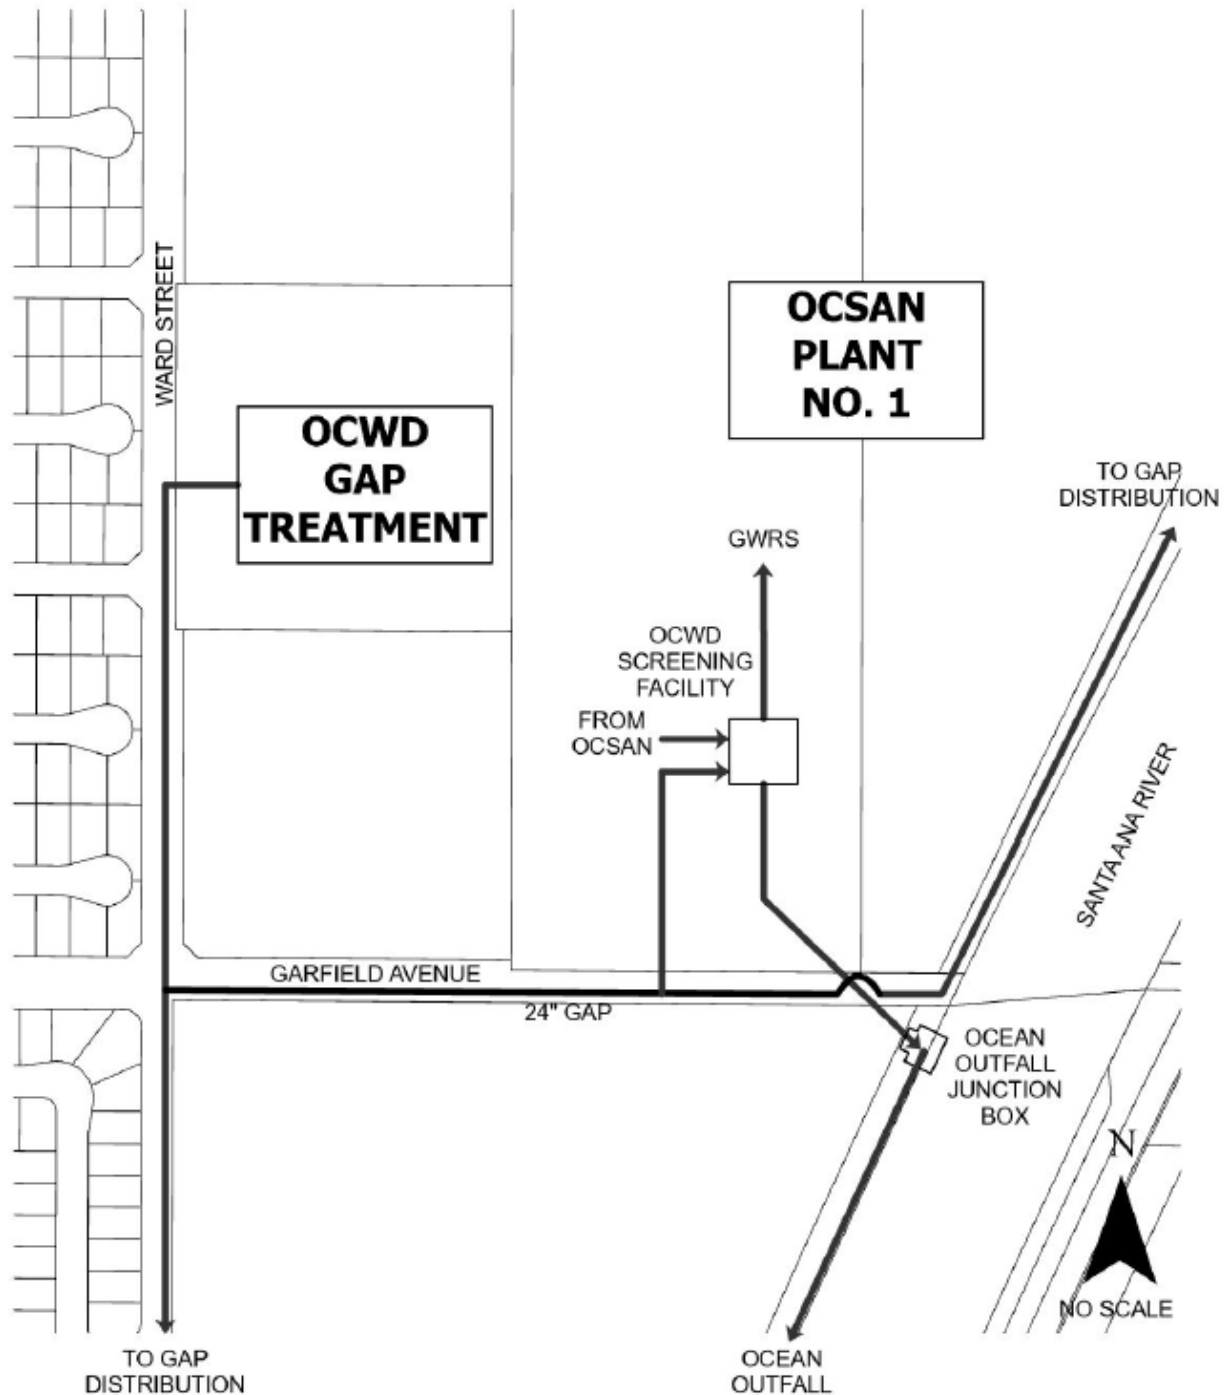 WARD STREET
OCSAN
PLANT
NO. 1
OCWD
GAP
TREATMENT
TO GAP
DISTRIBUTION
GWRS
OCWD
SCREENING
FACILITY
FROM
OCSAN
SANTA ANA RIVER
GARFIELD AVENUE
24" GAP
OCEAN
OUTFALL
JUNCTION
BOX
N
NO SCALE
TO GAP
DISTRIBUTION
OCEAN
OUTFALL